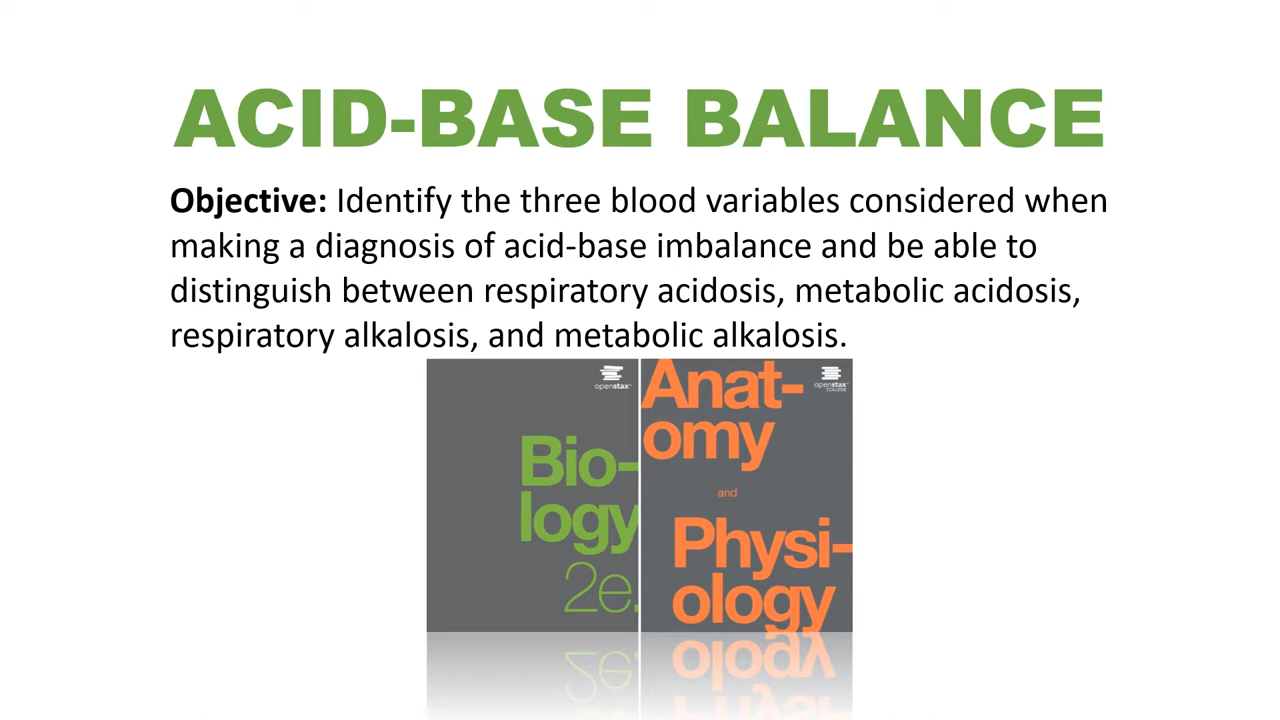 ACID-BASE BALANCE
Objective: Identify the three blood variables considered when
making a diagnosis of acid-base imbalance and be able to
distinguish between respiratory acidosis, metabolic acidosis,
respiratory alkalosis, and metabolic alkalosis.
openstax™
Bio-
logy
2e.
openstax™
COLLEGE
Anat-
omy
and
Physi-
ology